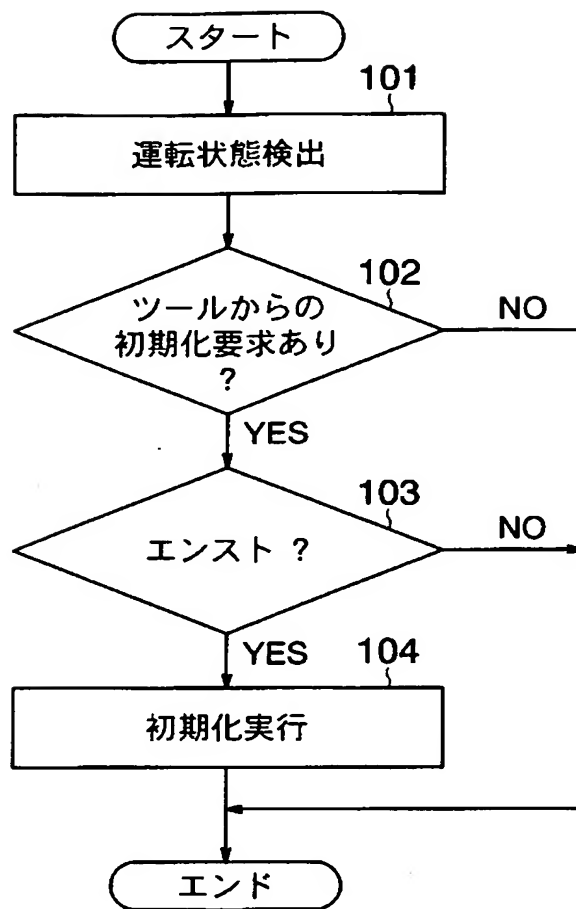 スタート
101
運転状態検出
102
ツールからの
初期化要求あり
?
NO
YES
103
エンスト ?
NO
YES
104
初期化実行
エンド